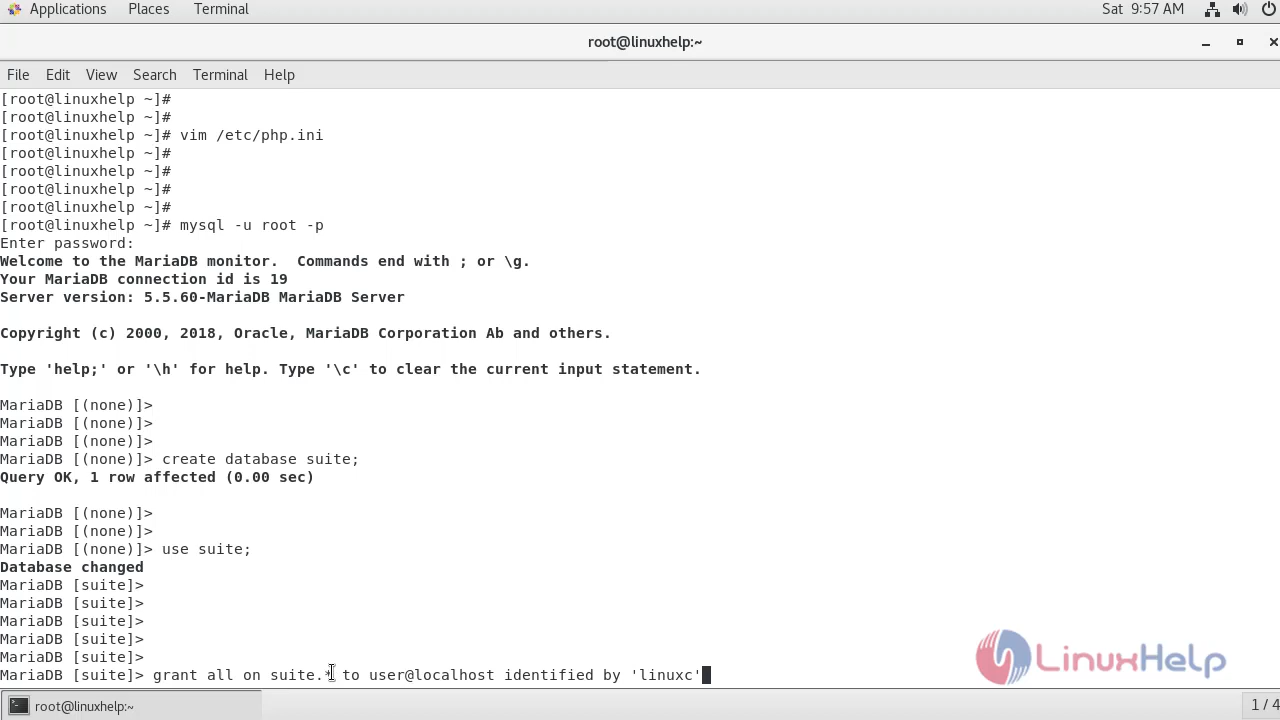 Applications Places Terminal Sat 9:57 AM
root@linuxhelp:~
File Edit View Search Terminal Help
[root@linuxhelp ~]#
[root@linuxhelp ~]#
[root@linuxhelp ~]# vim /etc/php.ini
[root@linuxhelp ~]#
[root@linuxhelp ~]#
[root@linuxhelp ~]#
[root@linuxhelp ~]#
[root@linuxhelp ~]# mysql -u root -p
Enter password:
Welcome to the MariaDB monitor.  Commands end with ; or \g.
Your MariaDB connection id is 19
Server version: 5.5.60-MariaDB MariaDB Server
Copyright (c) 2000, 2018, Oracle, MariaDB Corporation Ab and others.
Type 'help;' or '\h' for help. Type '\c' to clear the current input statement.
MariaDB [(none)]>
MariaDB [(none)]>
MariaDB [(none)]>
MariaDB [(none)]> create database suite;
Query OK, 1 row affected (0.00 sec)
MariaDB [(none)]>
MariaDB [(none)]>
MariaDB [(none)]> use suite;
Database changed
MariaDB [suite]>
MariaDB [suite]>
MariaDB [suite]>
MariaDB [suite]>
MariaDB [suite]>
MariaDB [suite]> grant all on suite.* to user@localhost identified by 'linuxc'
LinuxHelp
root@linuxhelp:~ 1 / 4